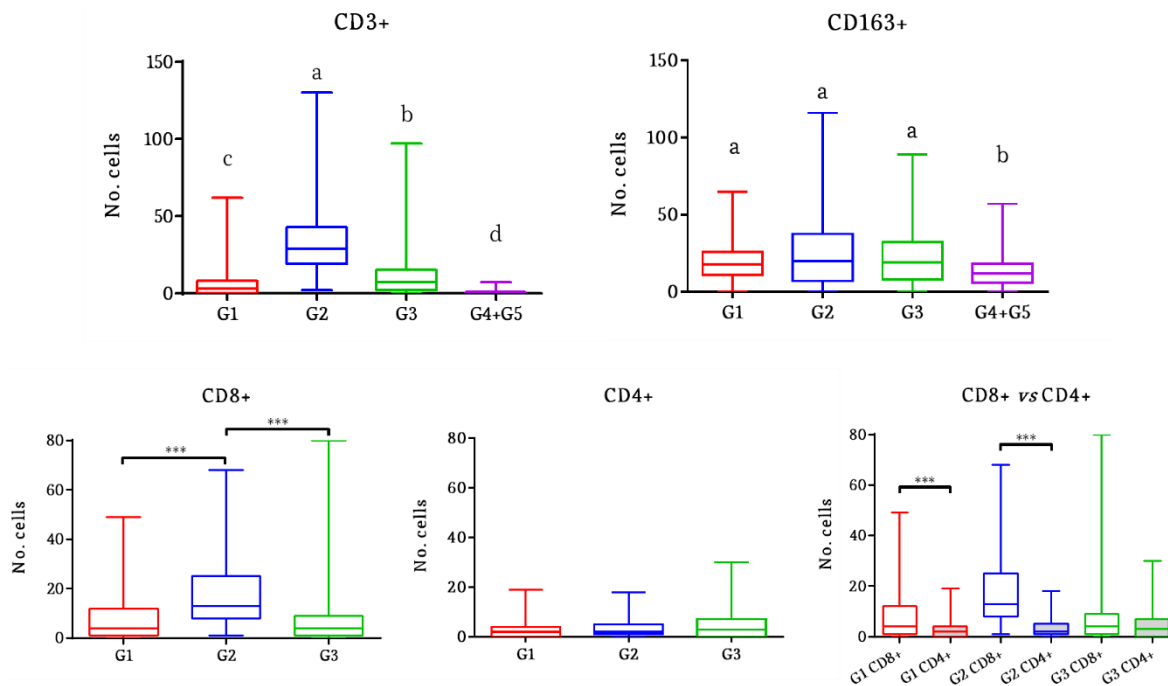 CD3+
No. cells
150
100
50
0
c
a
b
d
G1 G2 G3 G4+G5
CD163+
No. cells
150
100
50
0
a
a
a
b
G1 G2 G3 G4+G5
CD8+
No. cells
80
60
40
20
0
***
***
G1 G2 G3
CD4+
No. cells
80
60
40
20
0
G1 G2 G3
CD8+ vs CD4+
No. cells
80
60
40
20
0
***
***
G1 CD8+
G1 CD4+
G2 CD8+
G2 CD4+
G3 CD8+
G3 CD4+